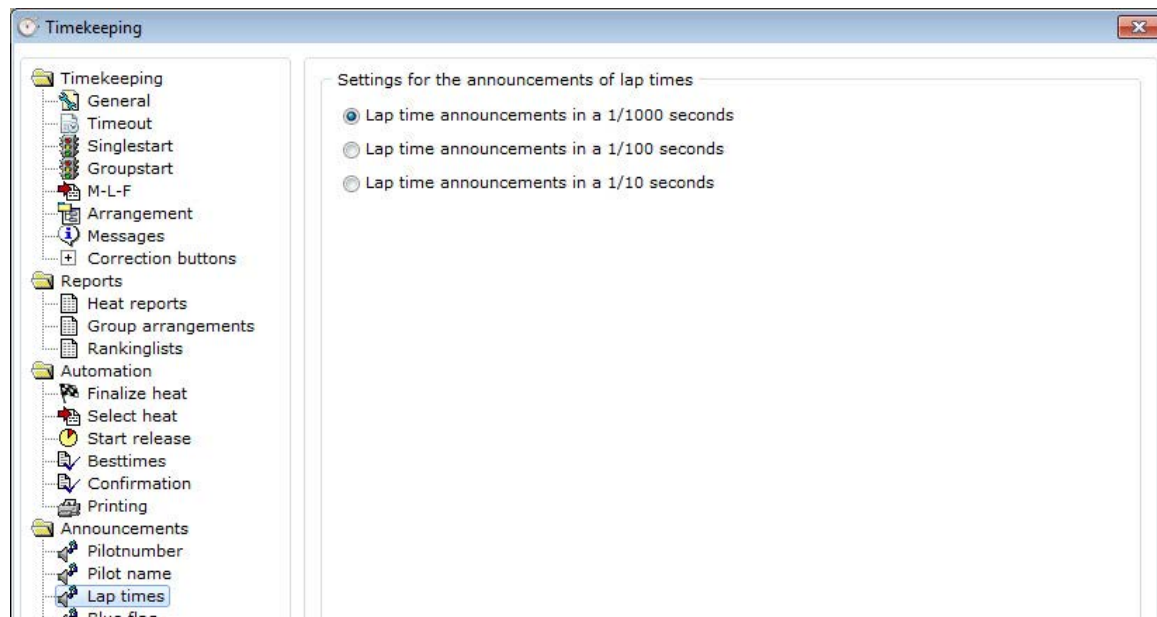 Timekeeping
Timekeeping
General
Timeout
Singlestart
Groupstart
M-L-F
Arrangement
Messages
Correction buttons
Reports
Heat reports
Group arrangements
Rankinglists
Automation
Finalize heat
Select heat
Start release
Besttimes
Confirmation
Printing
Announcements
Pilotnumber
Pilot name
Lap times
Settings for the announcements of lap times
Lap time announcements in a 1/1000 seconds
Lap time announcements in a 1/100 seconds
Lap time announcements in a 1/10 seconds